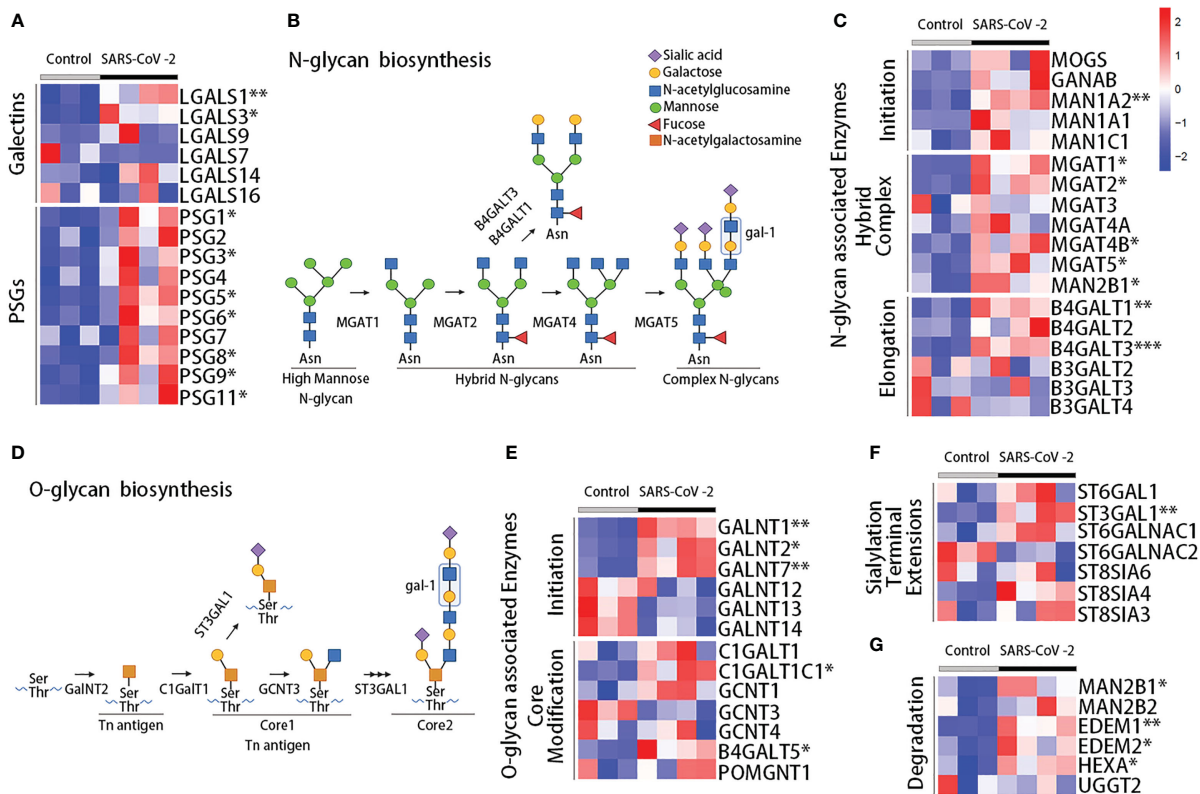 A
Control
SARS-CoV -2
Galectins
LGALS1**
LGALS3*
LGALS9
LGALS7
LGALS14
LGALS16
PSGs
PSG1*
PSG2
PSG3*
PSG4
PSG5*
PSG6*
PSG7
PSG8*
PSG9*
PSG11*
B
N-glycan biosynthesis
Sialic acid
Galactose
N-acetylglucosamine
Mannose
Fucose
N-acetylgalactosamine
B4GALT3
B4GALT1
Asn
gal-1
MGAT1
MGAT2
MGAT4
MGAT5
Asn
Asn
Asn
Asn
Asn
High Mannose
N-glycan
Hybrid N-glycans
Complex N-glycans
C
Control
SARS-CoV -2
N-glycan associated Enzymes
Initiation
MOGS
GANAB
MAN1A2**
MAN1A1
MAN1C1
Hybrid
Complex
MGAT1*
MGAT2*
MGAT3
MGAT4A
MGAT4B*
MGAT5*
MAN2B1*
Elongation
B4GALT1**
B4GALT2
B4GALT3***
B3GALT2
B3GALT3
B3GALT4
2
1
0
−1
−2
D
O-glycan biosynthesis
Ser
Thr
GalNT2
Ser
Thr
Tn antigen
C1GalT1
ST3GAL1
Ser
Thr
Ser
Thr
GCNT3
Ser
Thr
Core1
Tn antigen
ST3GAL1
gal-1
Ser
Thr
Core2
E
Control
SARS-CoV -2
O-glycan associated Enzymes
Initiation
GALNT1**
GALNT2*
GALNT7**
GALNT12
GALNT13
GALNT14
Core
Modification
C1GALT1
C1GALT1C1*
GCNT1
GCNT3
GCNT4
B4GALT5*
POMGNT1
F
Control
SARS-CoV -2
Sialylation
Terminal
Extensions
ST6GAL1
ST3GAL1**
ST6GALNAC1
ST6GALNAC2
ST8SIA6
ST8SIA4
ST8SIA3
G
Control
SARS-CoV -2
Degradation
MAN2B1*
MAN2B2
EDEM1**
EDEM2*
HEXA*
UGGT2